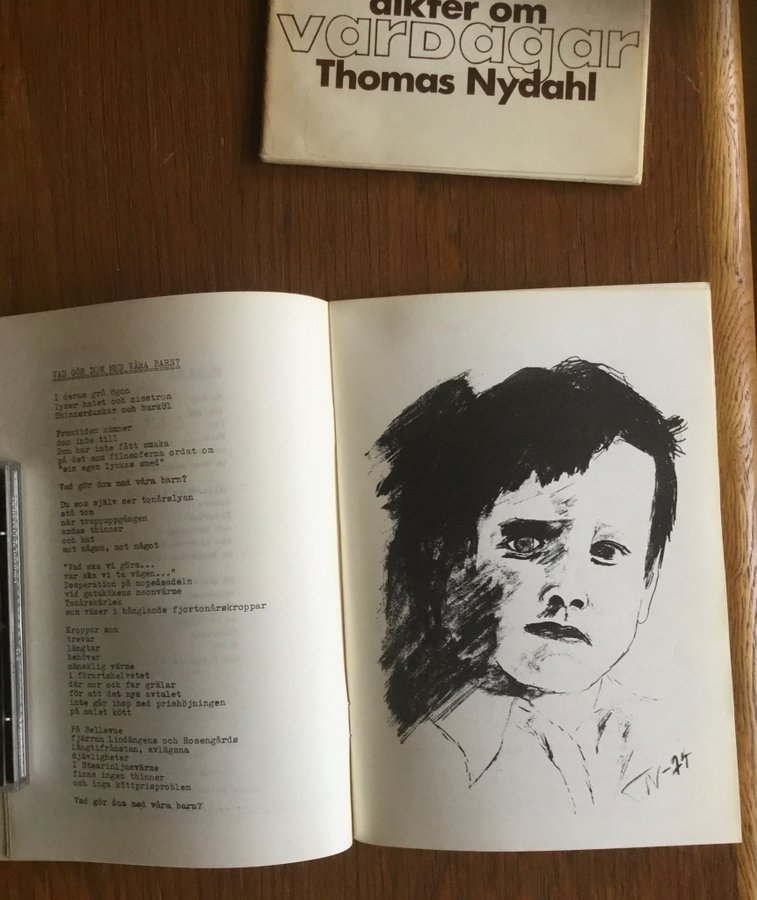 dikter om
vardagar
Thomas Nydahl
VAD GÖR DOM MED VÅRA BARN?
I deras grå ögon
lyser hatet och misstron
Thinnerdunkar och burköl
Framtiden känner
dom inte till
Dom har inte fått smaka
på det som filosoferna ordat om
"sin egen lyckas smed"
Vad gör dom med våra barn?
Du som själv ser tonårslyan
stå tom
när trappuppgången
andas thinner
och hat
mot någon, mot något
"Vad ska vi göra...
var ska vi ta vägen..."
Desperation på mopedsadeln
vid gatukökens neonvärme
Tonårskärlek
som växer i hånglande fjortonårskroppar
Kroppar som
trevar
längtar
behöver
mänsklig värme
i förortshelvetet
där mor och far grälar
för att det nya avtalet
inte går ihop med prishöjningen
på malet kött
På Bellevue
fjärran Lindängens och Rosengårds
långtifrånstan, avlägsna
djävligheter
I Stearinljusvärme
finns ingen thinner
och inga köttprisproblem
Vad gör dom med våra barn?
TN-74